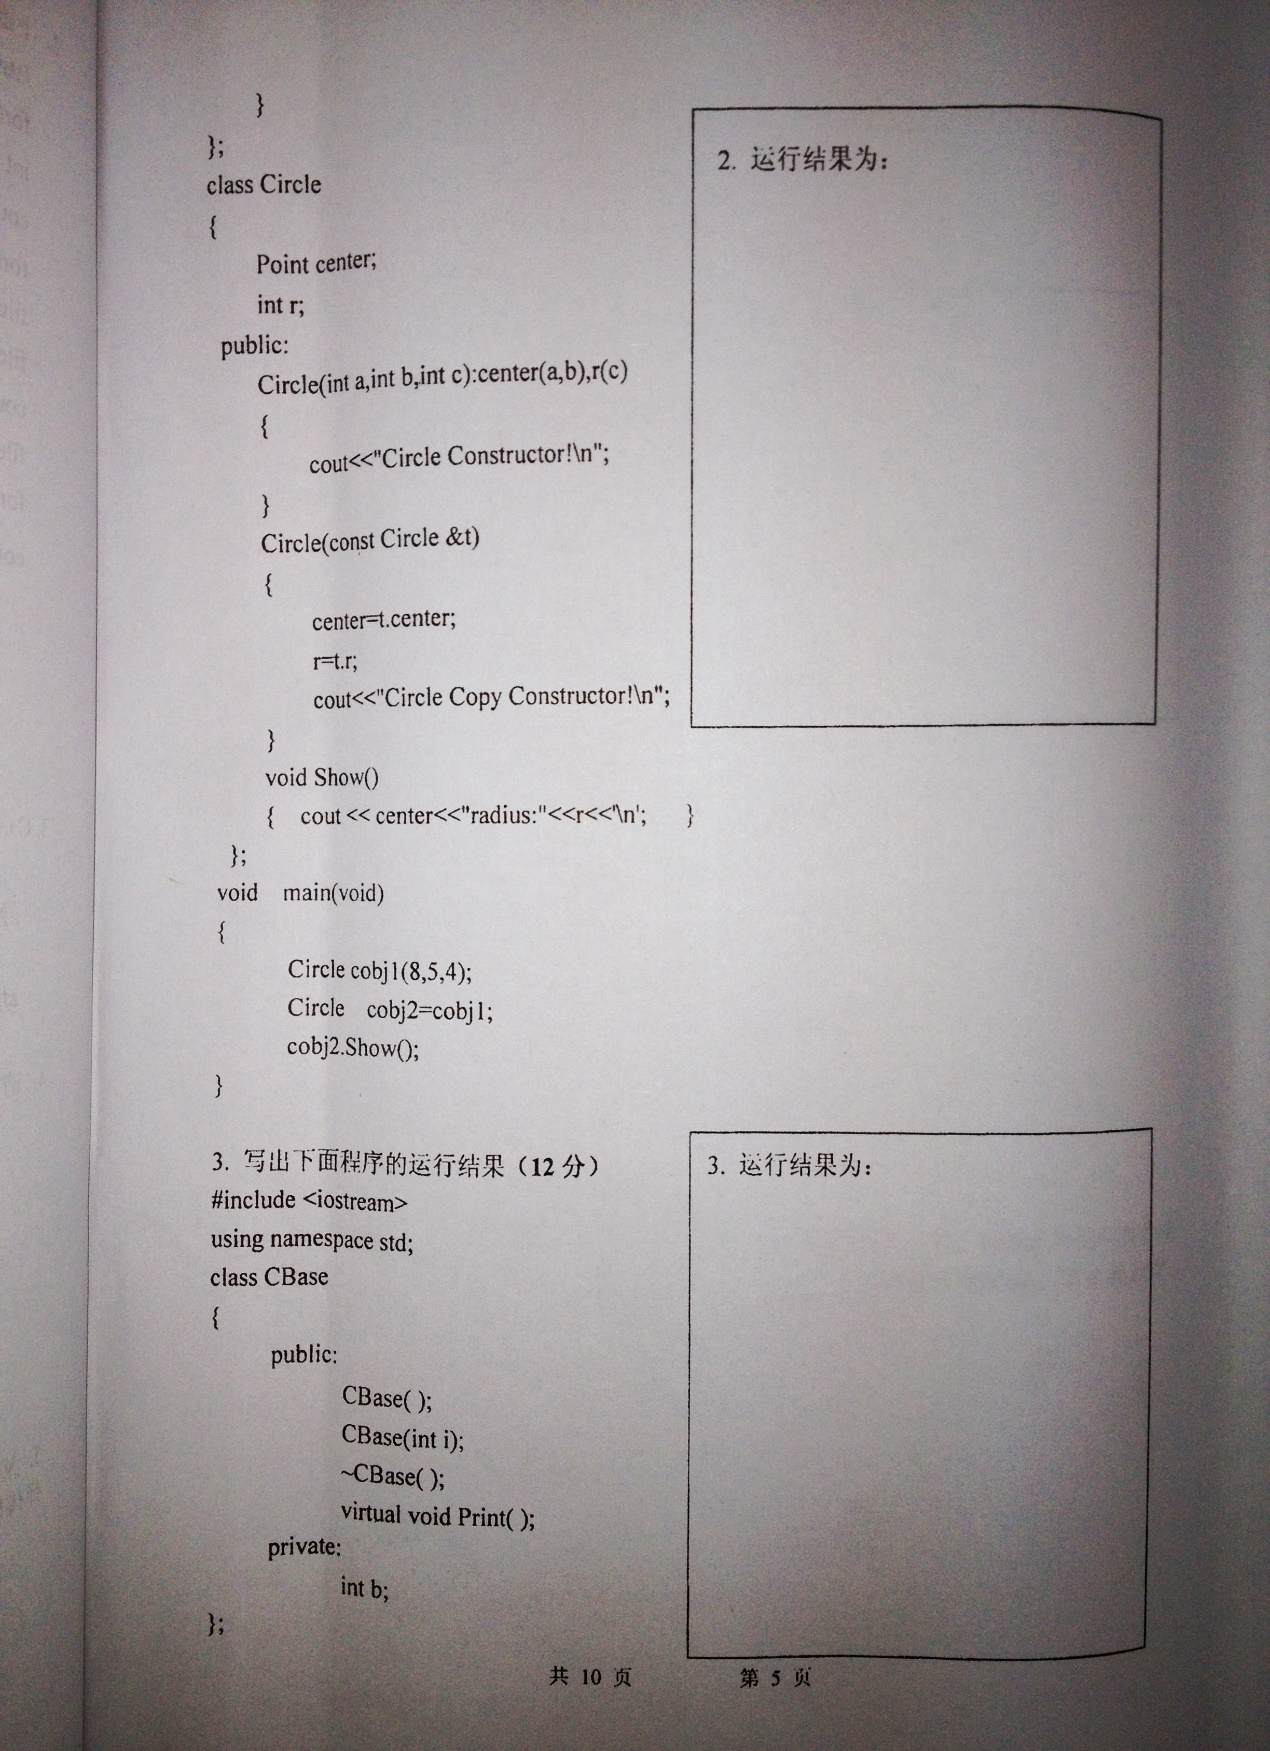 }
};
class Circle
{
Point center;
int r;
public:
Circle(int a,int b,int c):center(a,b),r(c)
{
cout<<"Circle Constructor!\n";
}
Circle(const Circle &t)
{
center=t.center;
r=t.r;
cout<<"Circle Copy Constructor!\n";
}
void Show()
{ cout << center<<"radius:"<<r<<'\n'; }
};
void main(void)
{
Circle cobj1(8,5,4);
Circle cobj2=cobj1;
cobj2.Show();
}
2. 运行结果为:
3. 写出下面程序的运行结果（12 分）
#include <iostream>
using namespace std;
class CBase
{
public:
CBase( );
CBase(int i);
~CBase( );
virtual void Print( );
private:
int b;
};
3. 运行结果为:
共 10 页 第 5 页